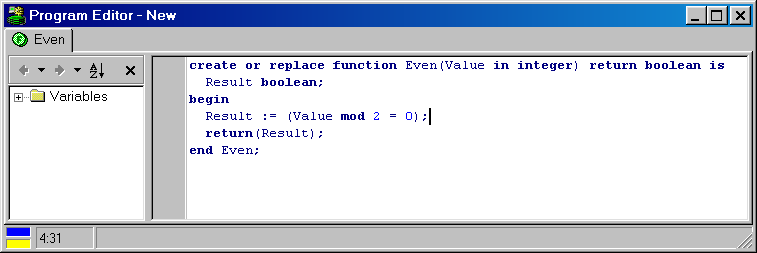 Program Editor - New
Even
Variables
create or replace function Even(Value in integer) return boolean is
  Result boolean;
begin
  Result := (Value mod 2 = 0);
  return(Result);
end Even;
4:31